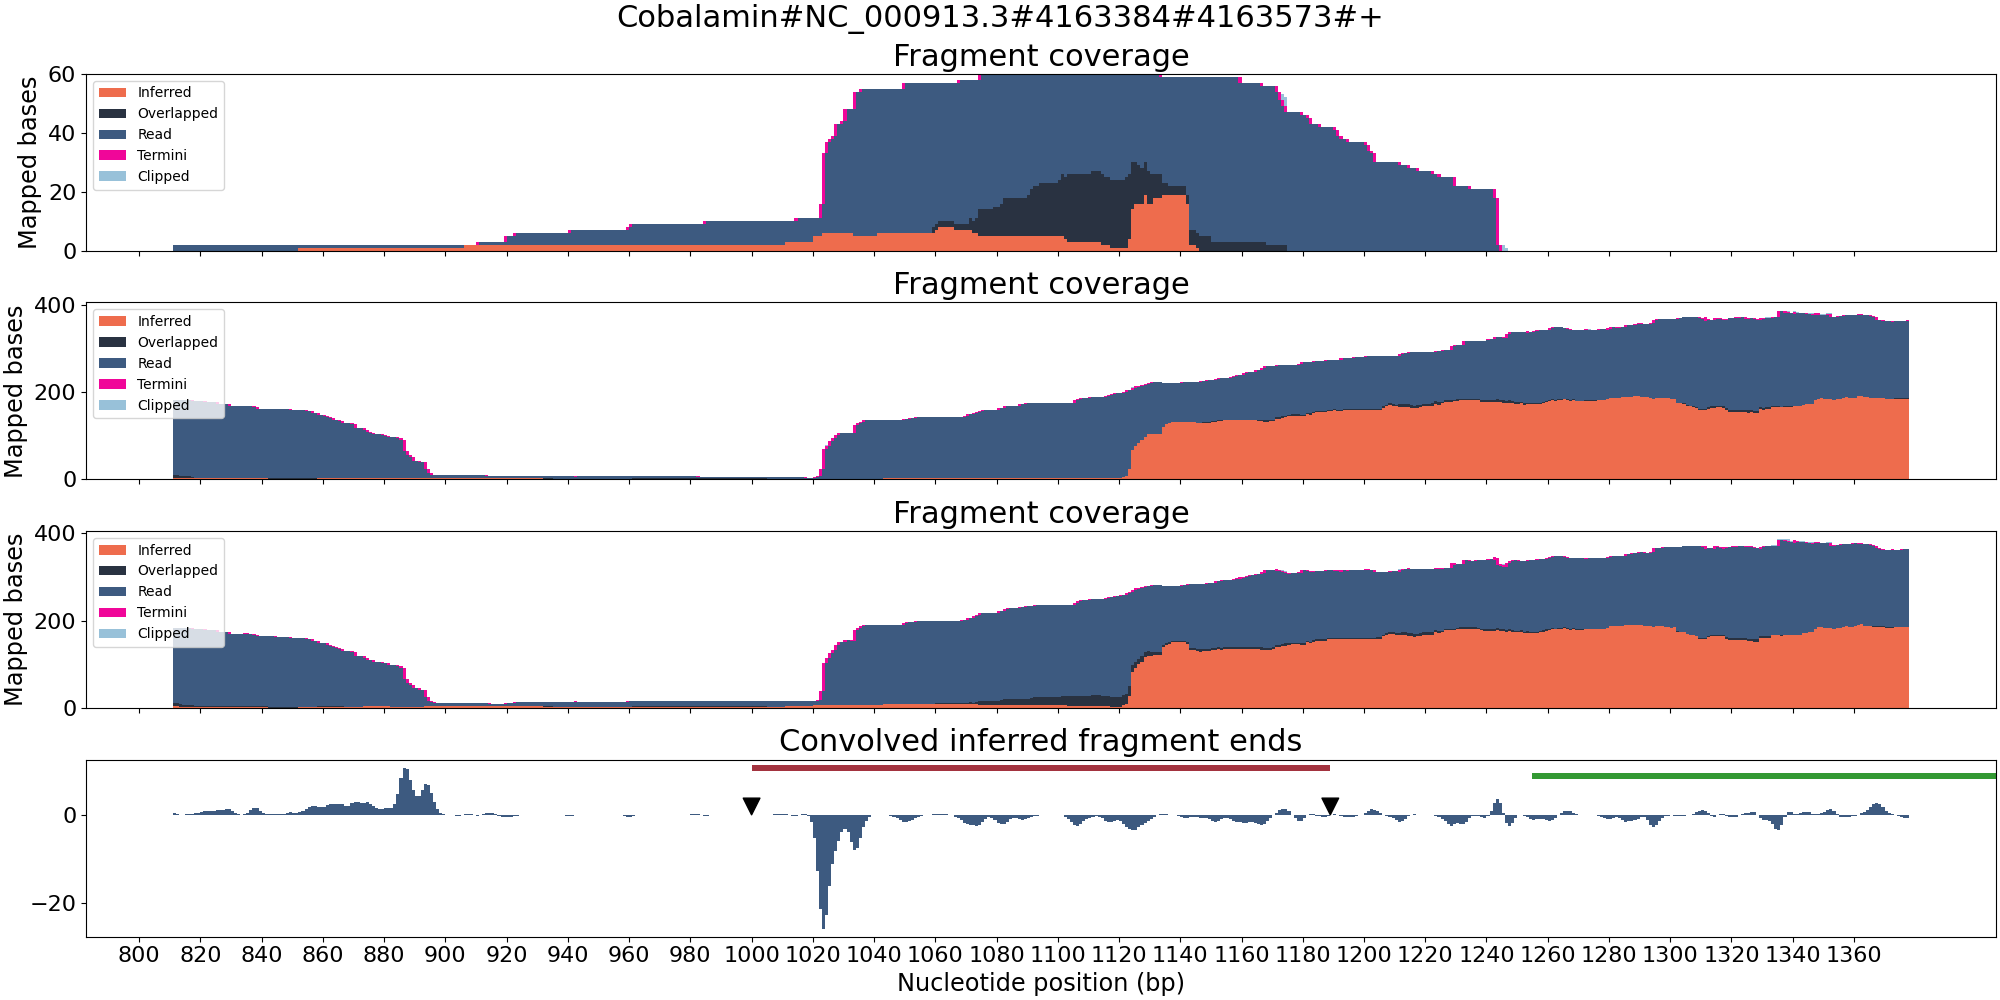 Cobalamin#NC_000913.3#4163384#4163573#+
Fragment coverage
Mapped bases
60
40
20
0
Inferred
Overlapped
Read
Termini
Clipped
Fragment coverage
Mapped bases
400
200
0
Inferred
Overlapped
Read
Termini
Clipped
Fragment coverage
Mapped bases
400
200
0
Inferred
Overlapped
Read
Termini
Clipped
Convolved inferred fragment ends
0
−20
800 820 840 860 880 900 920 940 960 980 1000 1020 1040 1060 1080 1100 1120 1140 1160 1180 1200 1220 1240 1260 1280 1300 1320 1340 1360
Nucleotide position (bp)